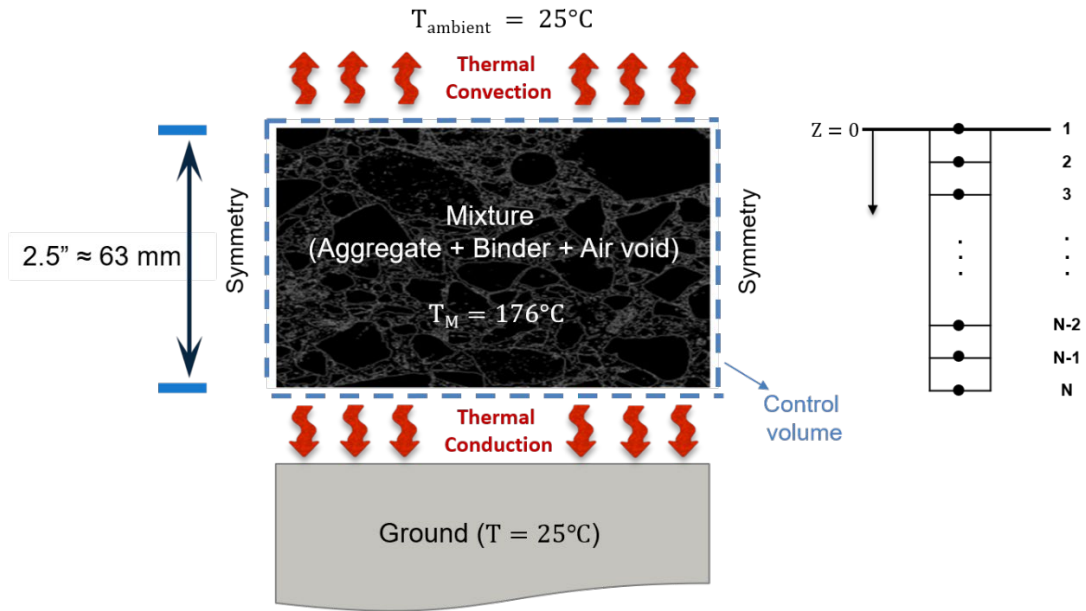 T_ambient = 25°C
Thermal
Convection
2.5” ≈ 63 mm
Symmetry
Mixture
(Aggregate + Binder + Air void)
T_M = 176°C
Symmetry
Control
volume
Thermal
Conduction
Ground (T = 25°C)
Z = 0
1
2
3
.
.
.
.
.
.
N-2
N-1
N